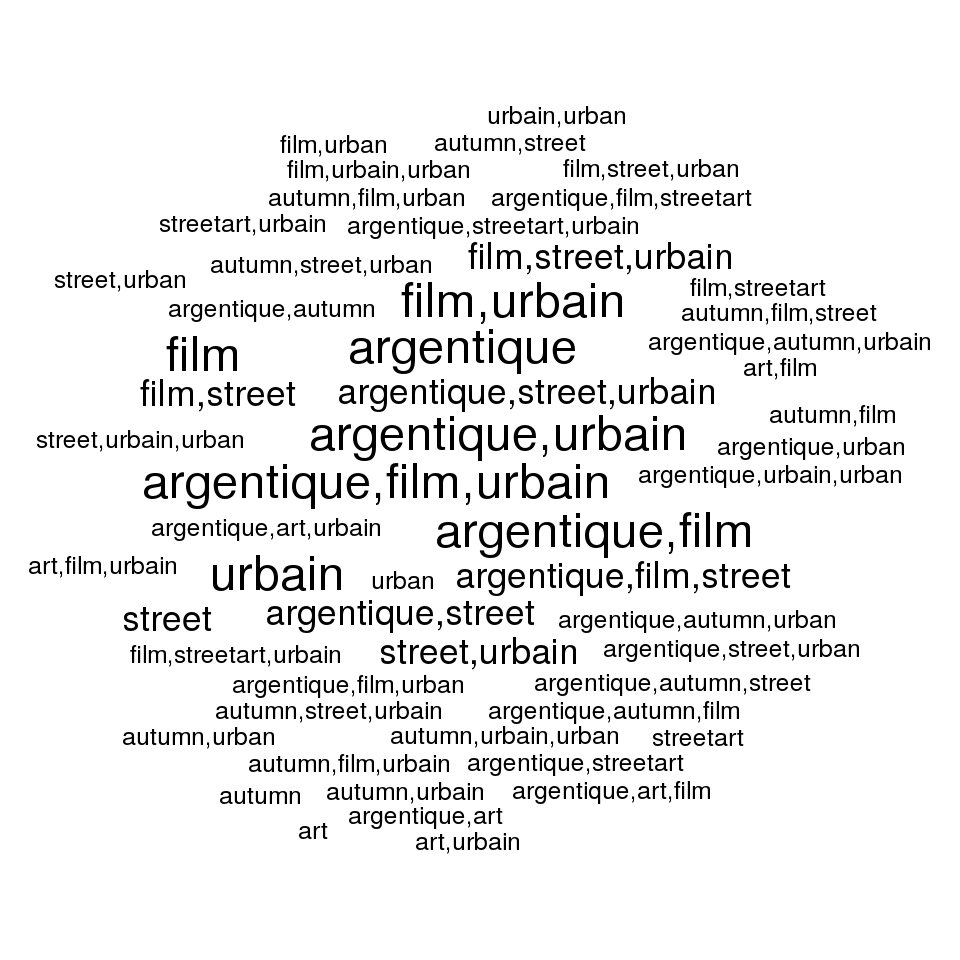 urbain,urban
film,urban
autumn,street
film,urbain,urban
film,street,urban
autumn,film,urban
argentique,film,streetart
streetart,urbain
argentique,streetart,urbain
film,street,urbain
autumn,street,urban
street,urban
film,streetart
argentique,autumn
film,urbain
autumn,film,street
argentique,autumn,urbain
film
argentique
art,film
film,street
argentique,street,urbain
autumn,film
street,urbain,urban
argentique,urbain
argentique,urban
argentique,film,urbain
argentique,urbain,urban
argentique,art,urbain
argentique,film
art,film,urbain
urbain
urban
argentique,film,street
street
argentique,street
argentique,autumn,urban
film,streetart,urbain
street,urbain
argentique,street,urban
argentique,film,urban
argentique,autumn,street
autumn,street,urbain
argentique,autumn,film
autumn,urban
autumn,urbain,urban
streetart
autumn,film,urbain
argentique,streetart
autumn
autumn,urbain
argentique,art,film
argentique,art
art
art,urbain